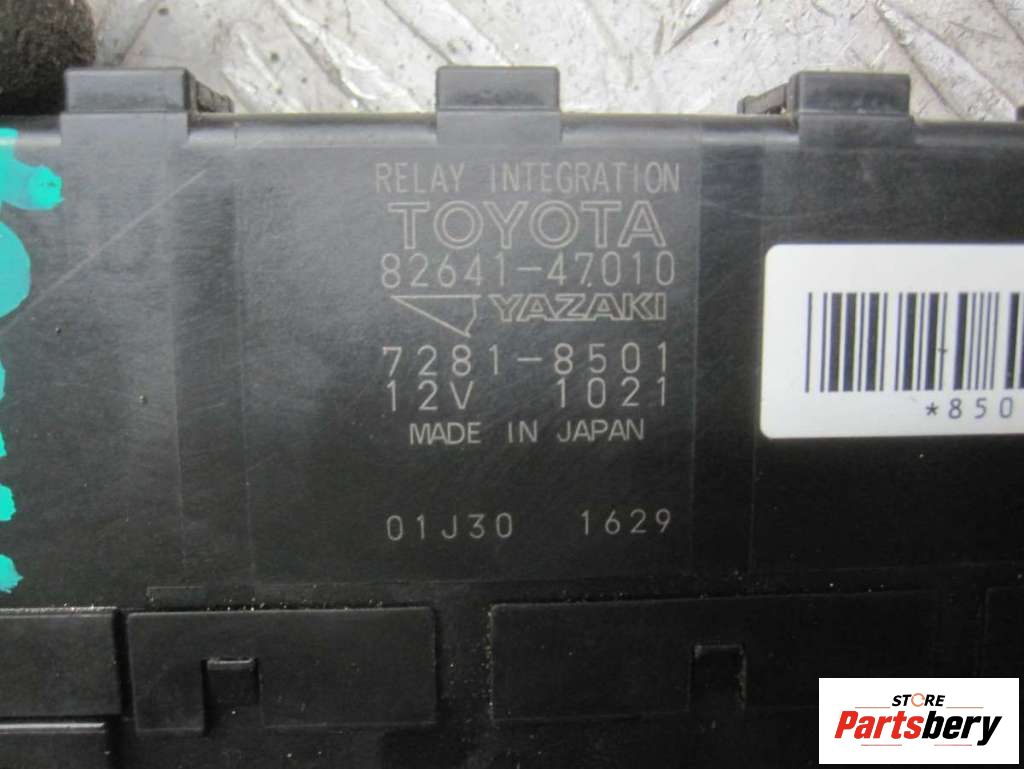 RELAY INTEGRATION
TOYOTA
82641-47010
YAZAKI
7281-8501
12V 1021
MADE IN JAPAN
01J30 1629
*850
STORE
Partsbery